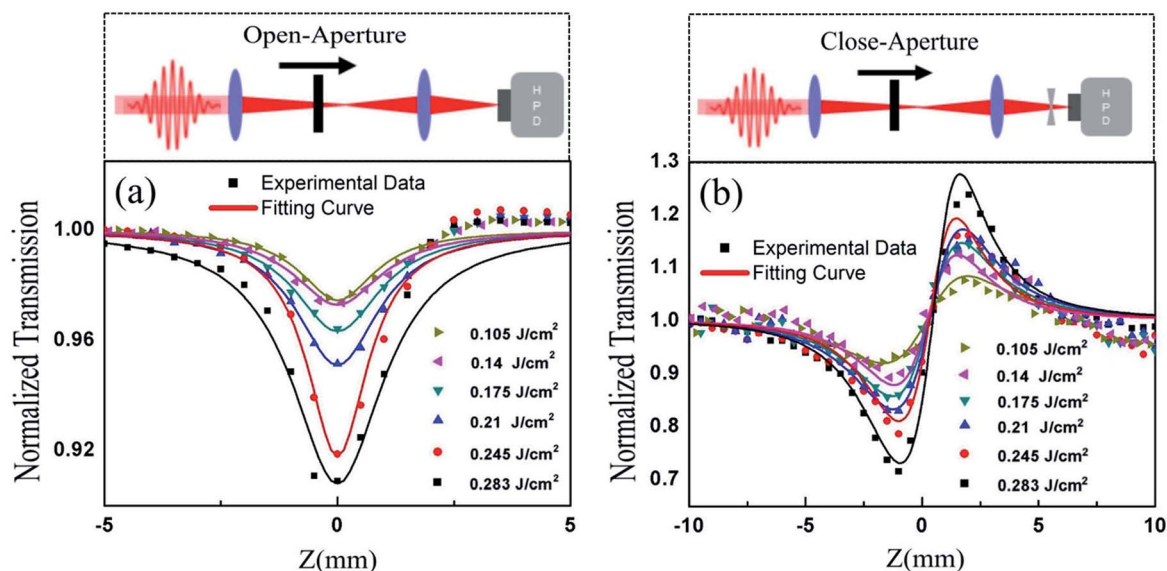 Open-Aperture
H
P
D
(a)
Experimental Data
Fitting Curve
0.105 J/cm²
0.14 J/cm²
0.175 J/cm²
0.21 J/cm²
0.245 J/cm²
0.283 J/cm²
Normalized Transmission
1.00
0.96
0.92
-5
0
5
Z(mm)
Close-Aperture
H
P
D
(b)
Experimental Data
Fitting Curve
0.105 J/cm²
0.14 J/cm²
0.175 J/cm²
0.21 J/cm²
0.245 J/cm²
0.283 J/cm²
Normalized Transmission
1.3
1.2
1.1
1.0
0.9
0.8
0.7
-10
-5
0
5
10
Z(mm)